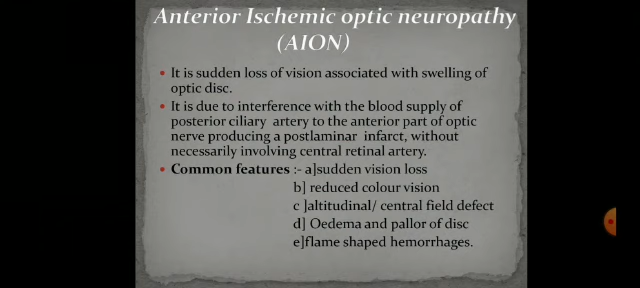 Anterior Ischemic optic neuropathy
(AION)
• It is sudden loss of vision associated with swelling of
optic disc.
• It is due to interference with the blood supply of
posterior ciliary artery to the anterior part of optic
nerve producing a postlaminar infarct, without
necessarily involving central retinal artery.
• Common features :- a]sudden vision loss
b] reduced colour vision
c ]altitudinal/ central field defect
d] Oedema and pallor of disc
e]flame shaped hemorrhages.